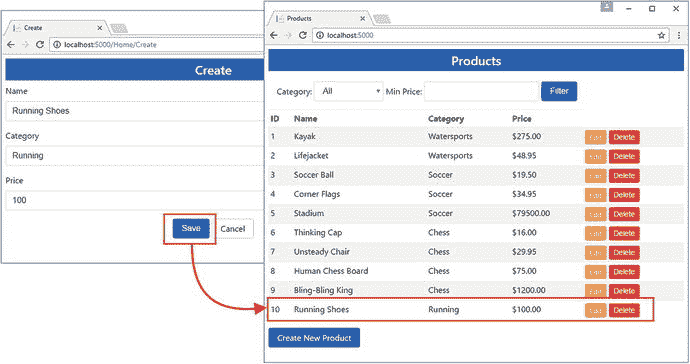 Create
localhost:5000/Home/Create
Create
Name
Running Shoes
Category
Running
Price
100
Save Cancel
Products
localhost:5000
Products
Category: All Min Price: Filter
ID Name Category Price
1 Kayak Watersports $275.00 Edit Delete
2 Lifejacket Watersports $48.95 Edit Delete
3 Soccer Ball Soccer $19.50 Edit Delete
4 Corner Flags Soccer $34.95 Edit Delete
5 Stadium Soccer $79500.00 Edit Delete
6 Thinking Cap Chess $16.00 Edit Delete
7 Unsteady Chair Chess $29.95 Edit Delete
8 Human Chess Board Chess $75.00 Edit Delete
9 Bling-Bling King Chess $1200.00 Edit Delete
10 Running Shoes Running $100.00 Edit Delete
Create New Product